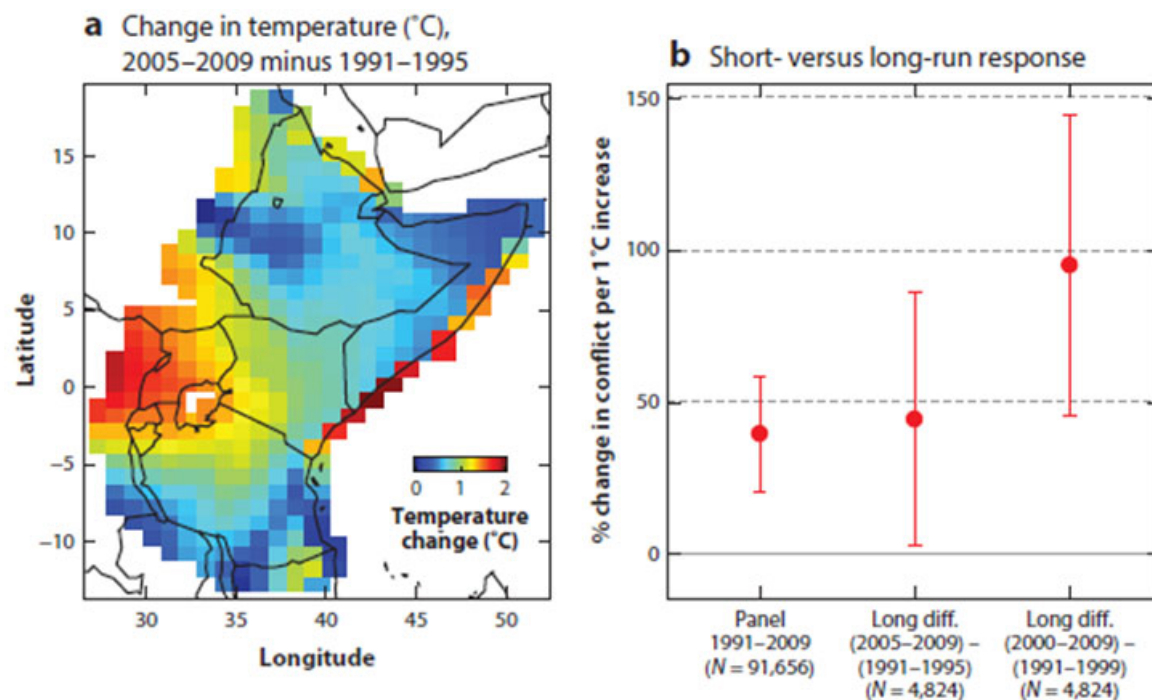 a Change in temperature (°C),
2005–2009 minus 1991–1995
15
10
5
0
−5
−10
Latitude
30
35
40
45
50
Longitude
0 1 2
Temperature
change (°C)
b Short- versus long-run response
150
100
50
0
% change in conflict per 1°C increase
Panel
1991–2009
(N = 91,656)
Long diff.
(2005–2009) –
(1991–1995)
(N = 4,824)
Long diff.
(2000–2009) –
(1991–1999)
(N = 4,824)